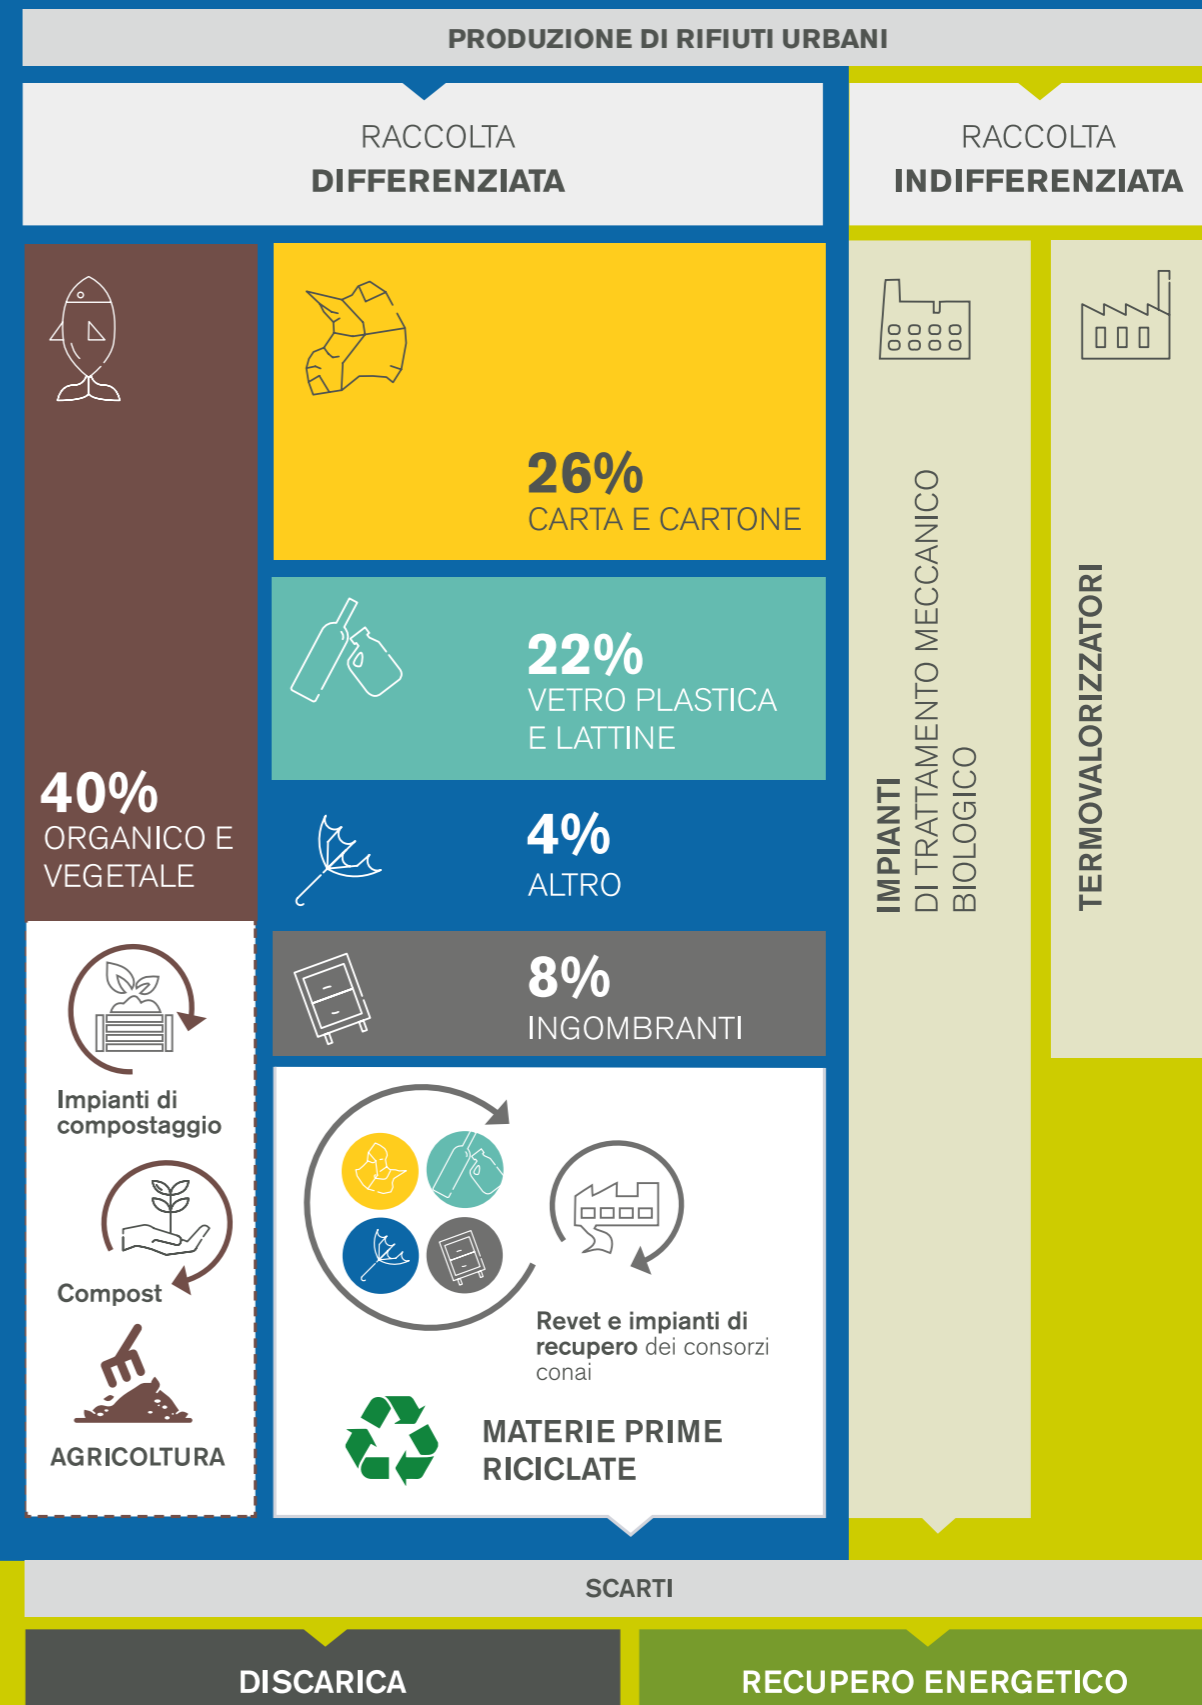 PRODUZIONE DI RIFIUTI URBANI
RACCOLTA
DIFFERENZIATA
RACCOLTA
INDIFFERENZIATA
40%
ORGANICO E
VEGETALE
26%
CARTA E CARTONE
22%
VETRO PLASTICA
E LATTINE
4%
ALTRO
8%
INGOMBRANTI
IMPIANTI
DI TRATTAMENTO MECCANICO
BIOLOGICO
TERMOVALORIZZATORI
Impianti di
compostaggio
Compost
AGRICOLTURA
Revet e impianti di
recupero dei consorzi
conai
MATERIE PRIME
RICICLATE
SCARTI
DISCARICA
RECUPERO ENERGETICO